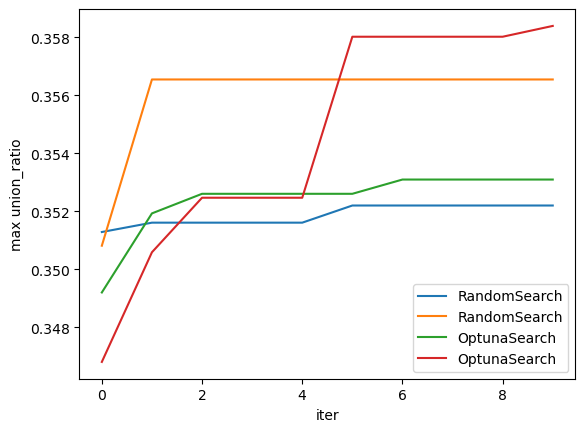 0.358
0.356
0.354
0.352
0.350
0.348
max union_ratio
0 2 4 6 8
iter
RandomSearch
RandomSearch
OptunaSearch
OptunaSearch